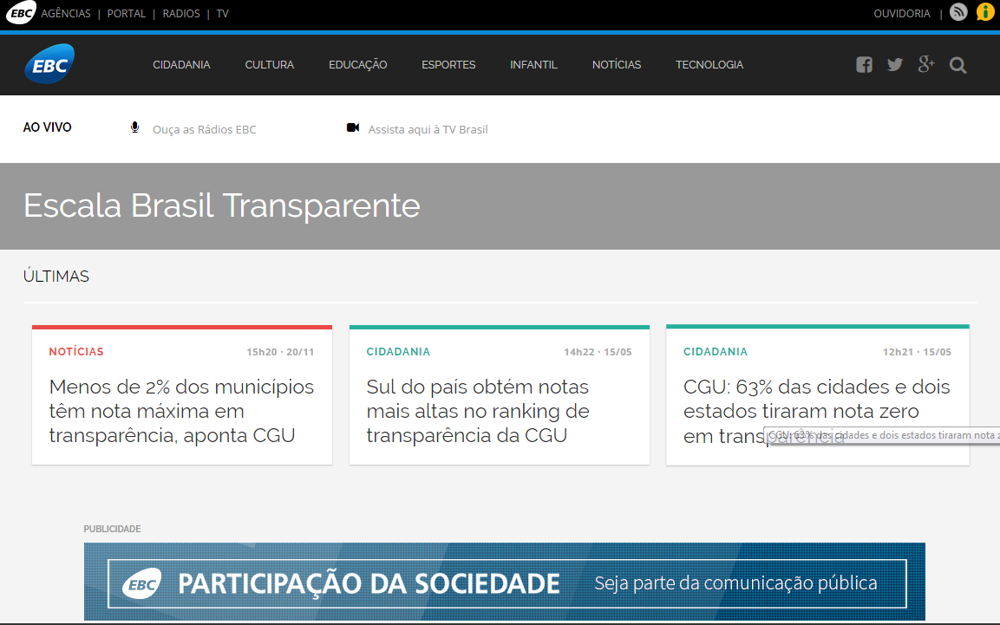 EBC AGÊNCIAS | PORTAL | RADIOS | TV OUVIDORIA |
EBC CIDADANIA CULTURA EDUCAÇÃO ESPORTES INFANTIL NOTÍCIAS TECNOLOGIA
AO VIVO Ouça as Rádios EBC Assista aqui à TV Brasil
Escala Brasil Transparente
ÚLTIMAS
NOTÍCIAS 15h20 - 20/11
Menos de 2% dos municípios
têm nota máxima em
transparência, aponta CGU
CIDADANIA 14h22 - 15/05
Sul do país obtém notas
mais altas no ranking de
transparência da CGU
CIDADANIA 12h21 - 15/05
CGU: 63% das cidades e dois
estados tiraram nota zero
em transparência
CGU: 63% das cidades e dois estados tiraram nota z
PUBLICIDADE
EBC PARTICIPAÇÃO DA SOCIEDADE Seja parte da comunicação pública